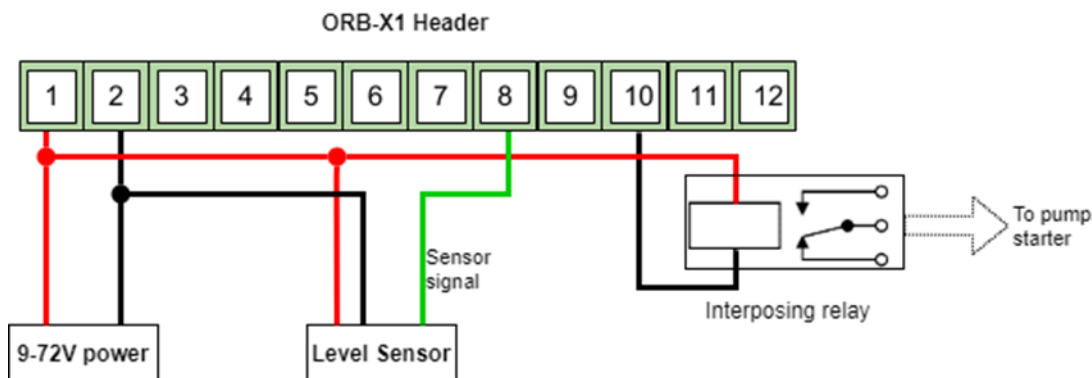 ORB-X1 Header
1 2 3 4 5 6 7 8 9 10 11 12
To pump
starter
Sensor
signal
Interposing relay
9-72V power
Level Sensor